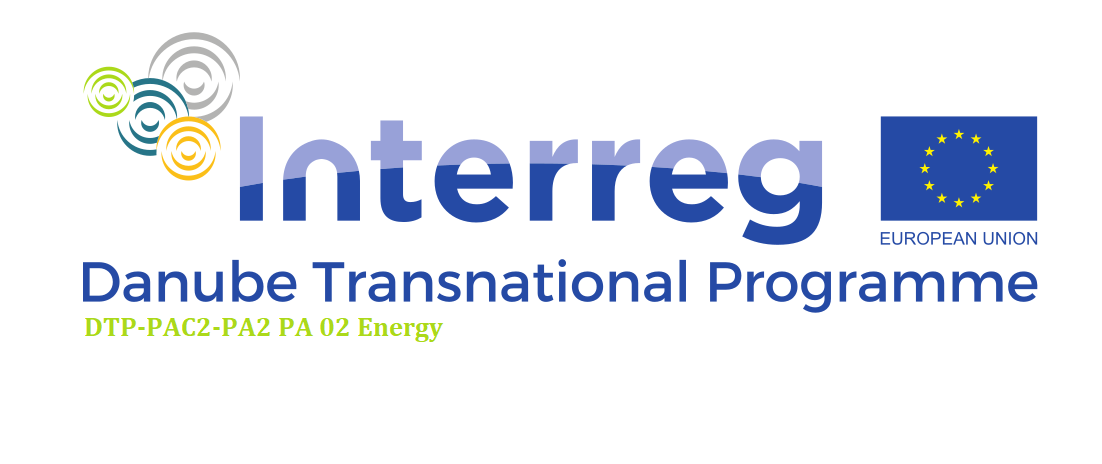 Interreg
EUROPEAN UNION
Danube Transnational Programme
DTP-PAC2-PA2 PA 02 Energy